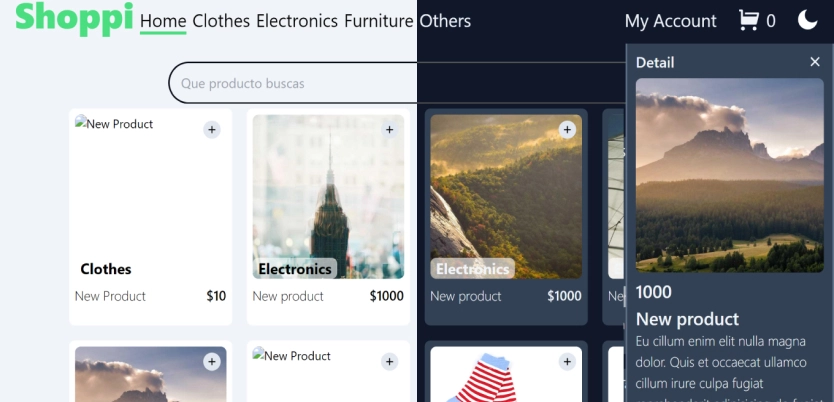 Shoppi Home Clothes Electronics Furniture Others My Account 0
Detail
Que producto buscas
New Product
Clothes
New Product $10
Electronics
New product $1000
Electronics
New product $1000
1000
New product
Eu cillum enim elit nulla magna
dolor. Quis et occaecat ullamco
cillum irure culpa fugiat
New Product